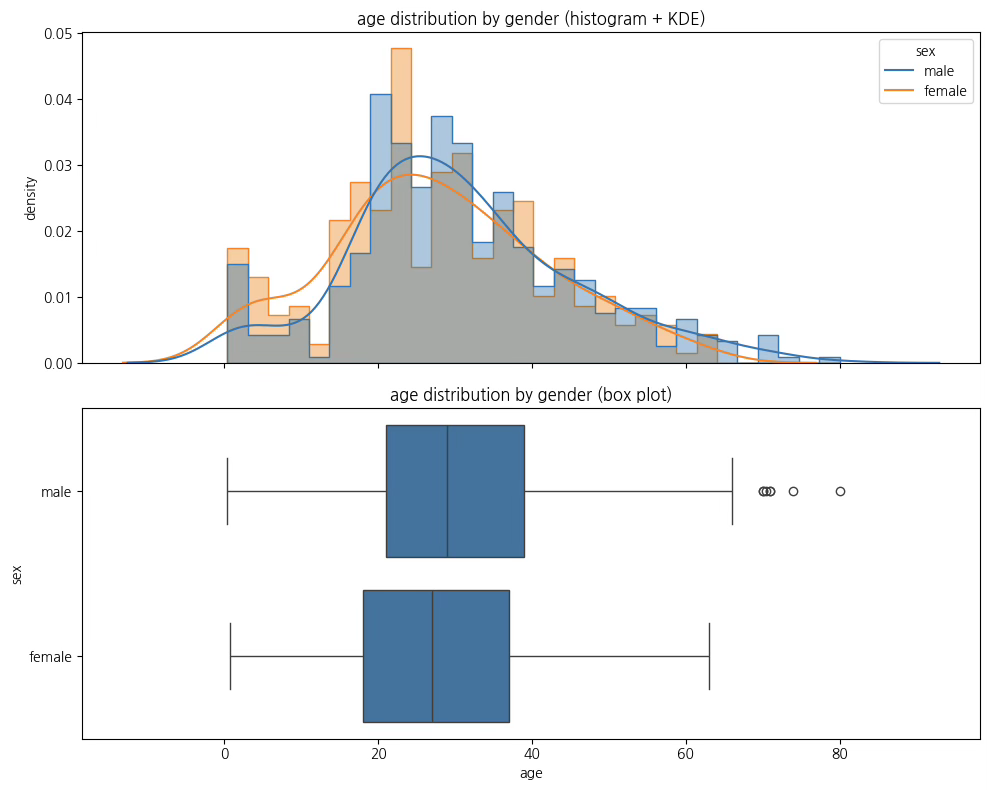 age distribution by gender (histogram + KDE)
0.05
0.04
0.03
0.02
0.01
0.00
density
sex
male
female
age distribution by gender (box plot)
male
female
sex
0 20 40 60 80
age